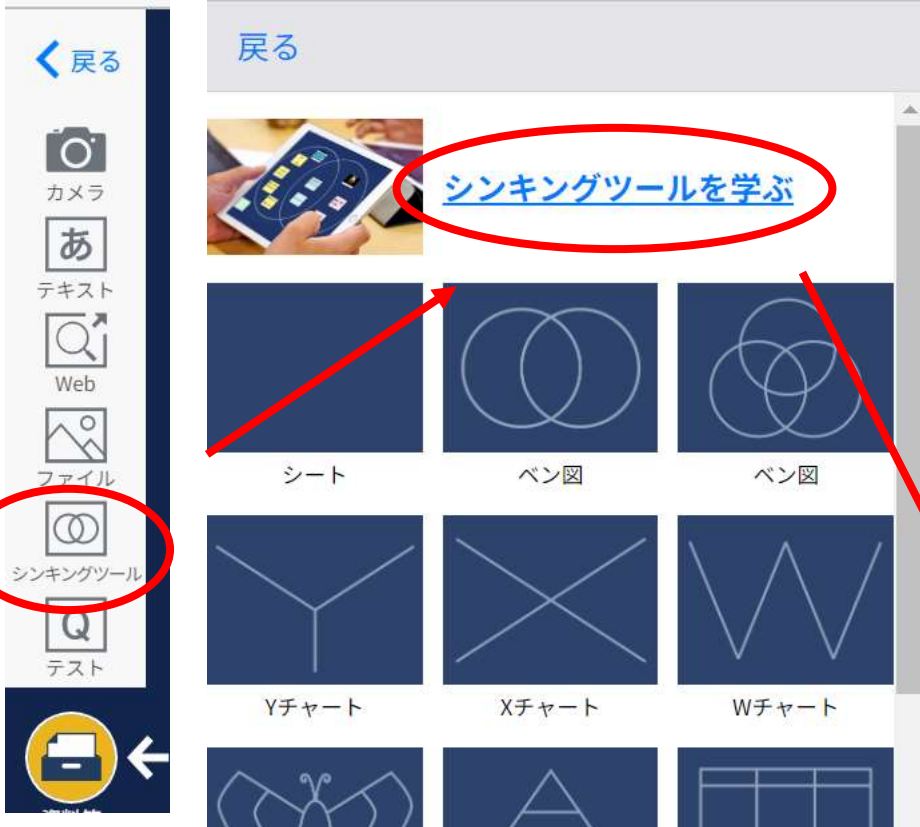 戻る
カメラ
あ
テキスト
Web
ファイル
シンキングツール
Q
テスト
戻る
シンキングツールを学ぶ
シート
ベン図
ベン図
Yチャート
Xチャート
Wチャート